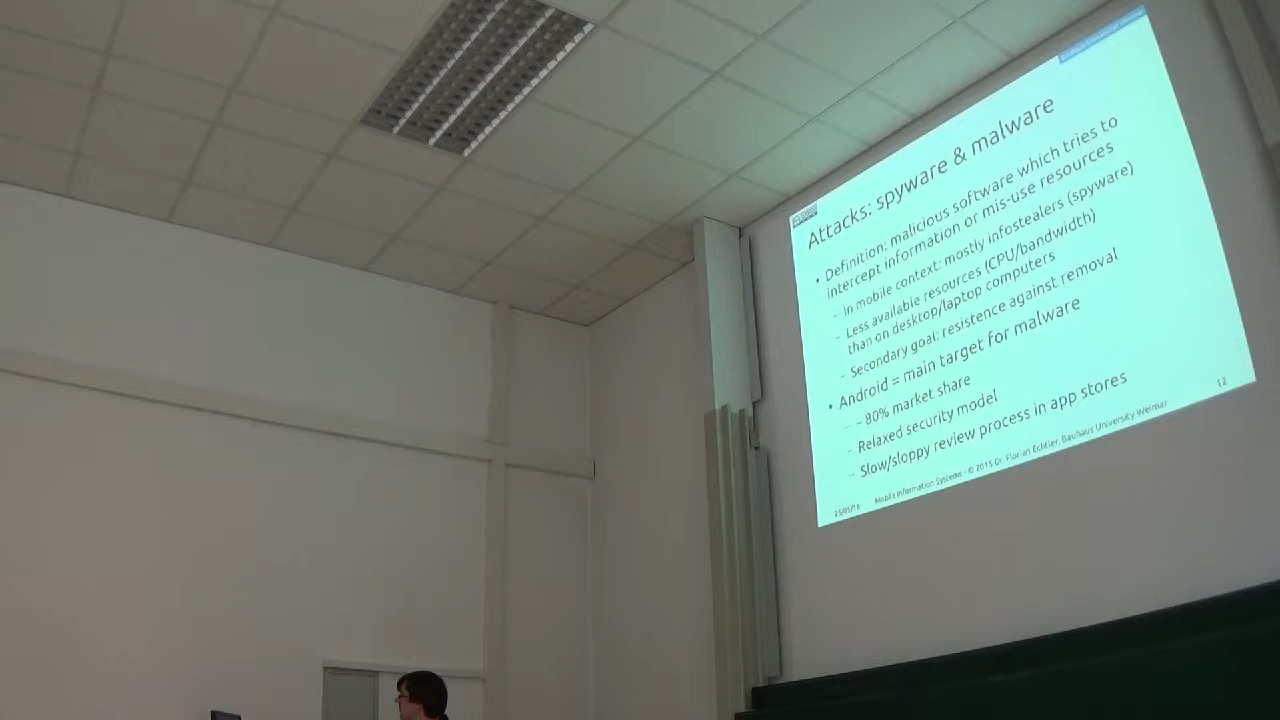 Attacks: spyware & malware
• Definition: malicious software which tries to
intercept information or mis-use resources
– In mobile context: mostly infostealers (spyware)
– Less available resources (CPU/bandwidth)
than on desktop/laptop computers
– Secondary goal: resistence against removal
• Android = main target for malware
– ~ 80% market share
– Relaxed security model
– Slow/sloppy review process in app stores
25/05/16 Mobile Information Systems - © 2015 Dr. Florian Echtler, Bauhaus University Weimar 12